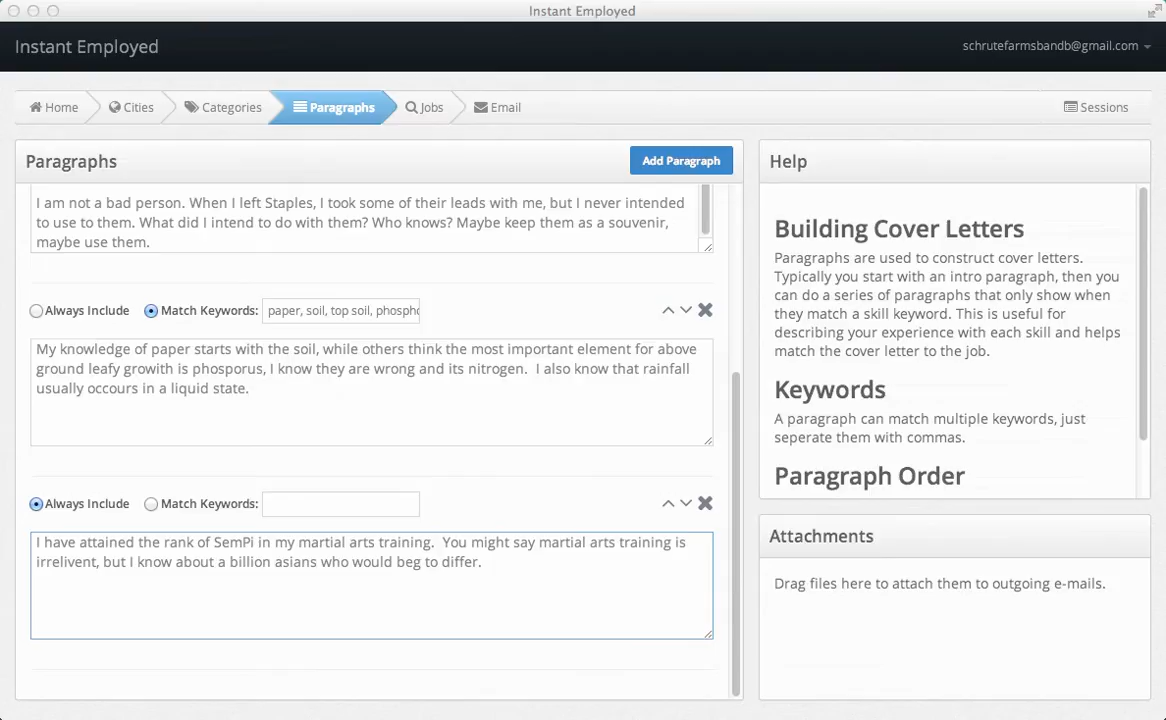 Instant Employed
Instant Employed
schrutefarmsbandb@gmail.com
Home
Cities
Categories
Paragraphs
Jobs
Email
Sessions
Paragraphs
Add Paragraph
I am not a bad person. When I left Staples, I took some of their leads with me, but I never intended
to use to them. What did I intend to do with them? Who knows? Maybe keep them as a souvenir,
maybe use them.
Always Include
Match Keywords:
paper, soil, top soil, phosphc
My knowledge of paper starts with the soil, while others think the most important element for above
ground leafy growith is phosporus, I know they are wrong and its nitrogen.  I also know that rainfall
usually occours in a liquid state.
Always Include
Match Keywords:
I have attained the rank of SemPi in my martial arts training.  You might say martial arts training is
irrelivent, but I know about a billion asians who would beg to differ.
Help
Building Cover Letters
Paragraphs are used to construct cover letters.
Typically you start with an intro paragraph, then you
can do a series of paragraphs that only show when
they match a skill keyword. This is useful for
describing your experience with each skill and helps
match the cover letter to the job.
Keywords
A paragraph can match multiple keywords, just
seperate them with commas.
Paragraph Order
Attachments
Drag files here to attach them to outgoing e-mails.